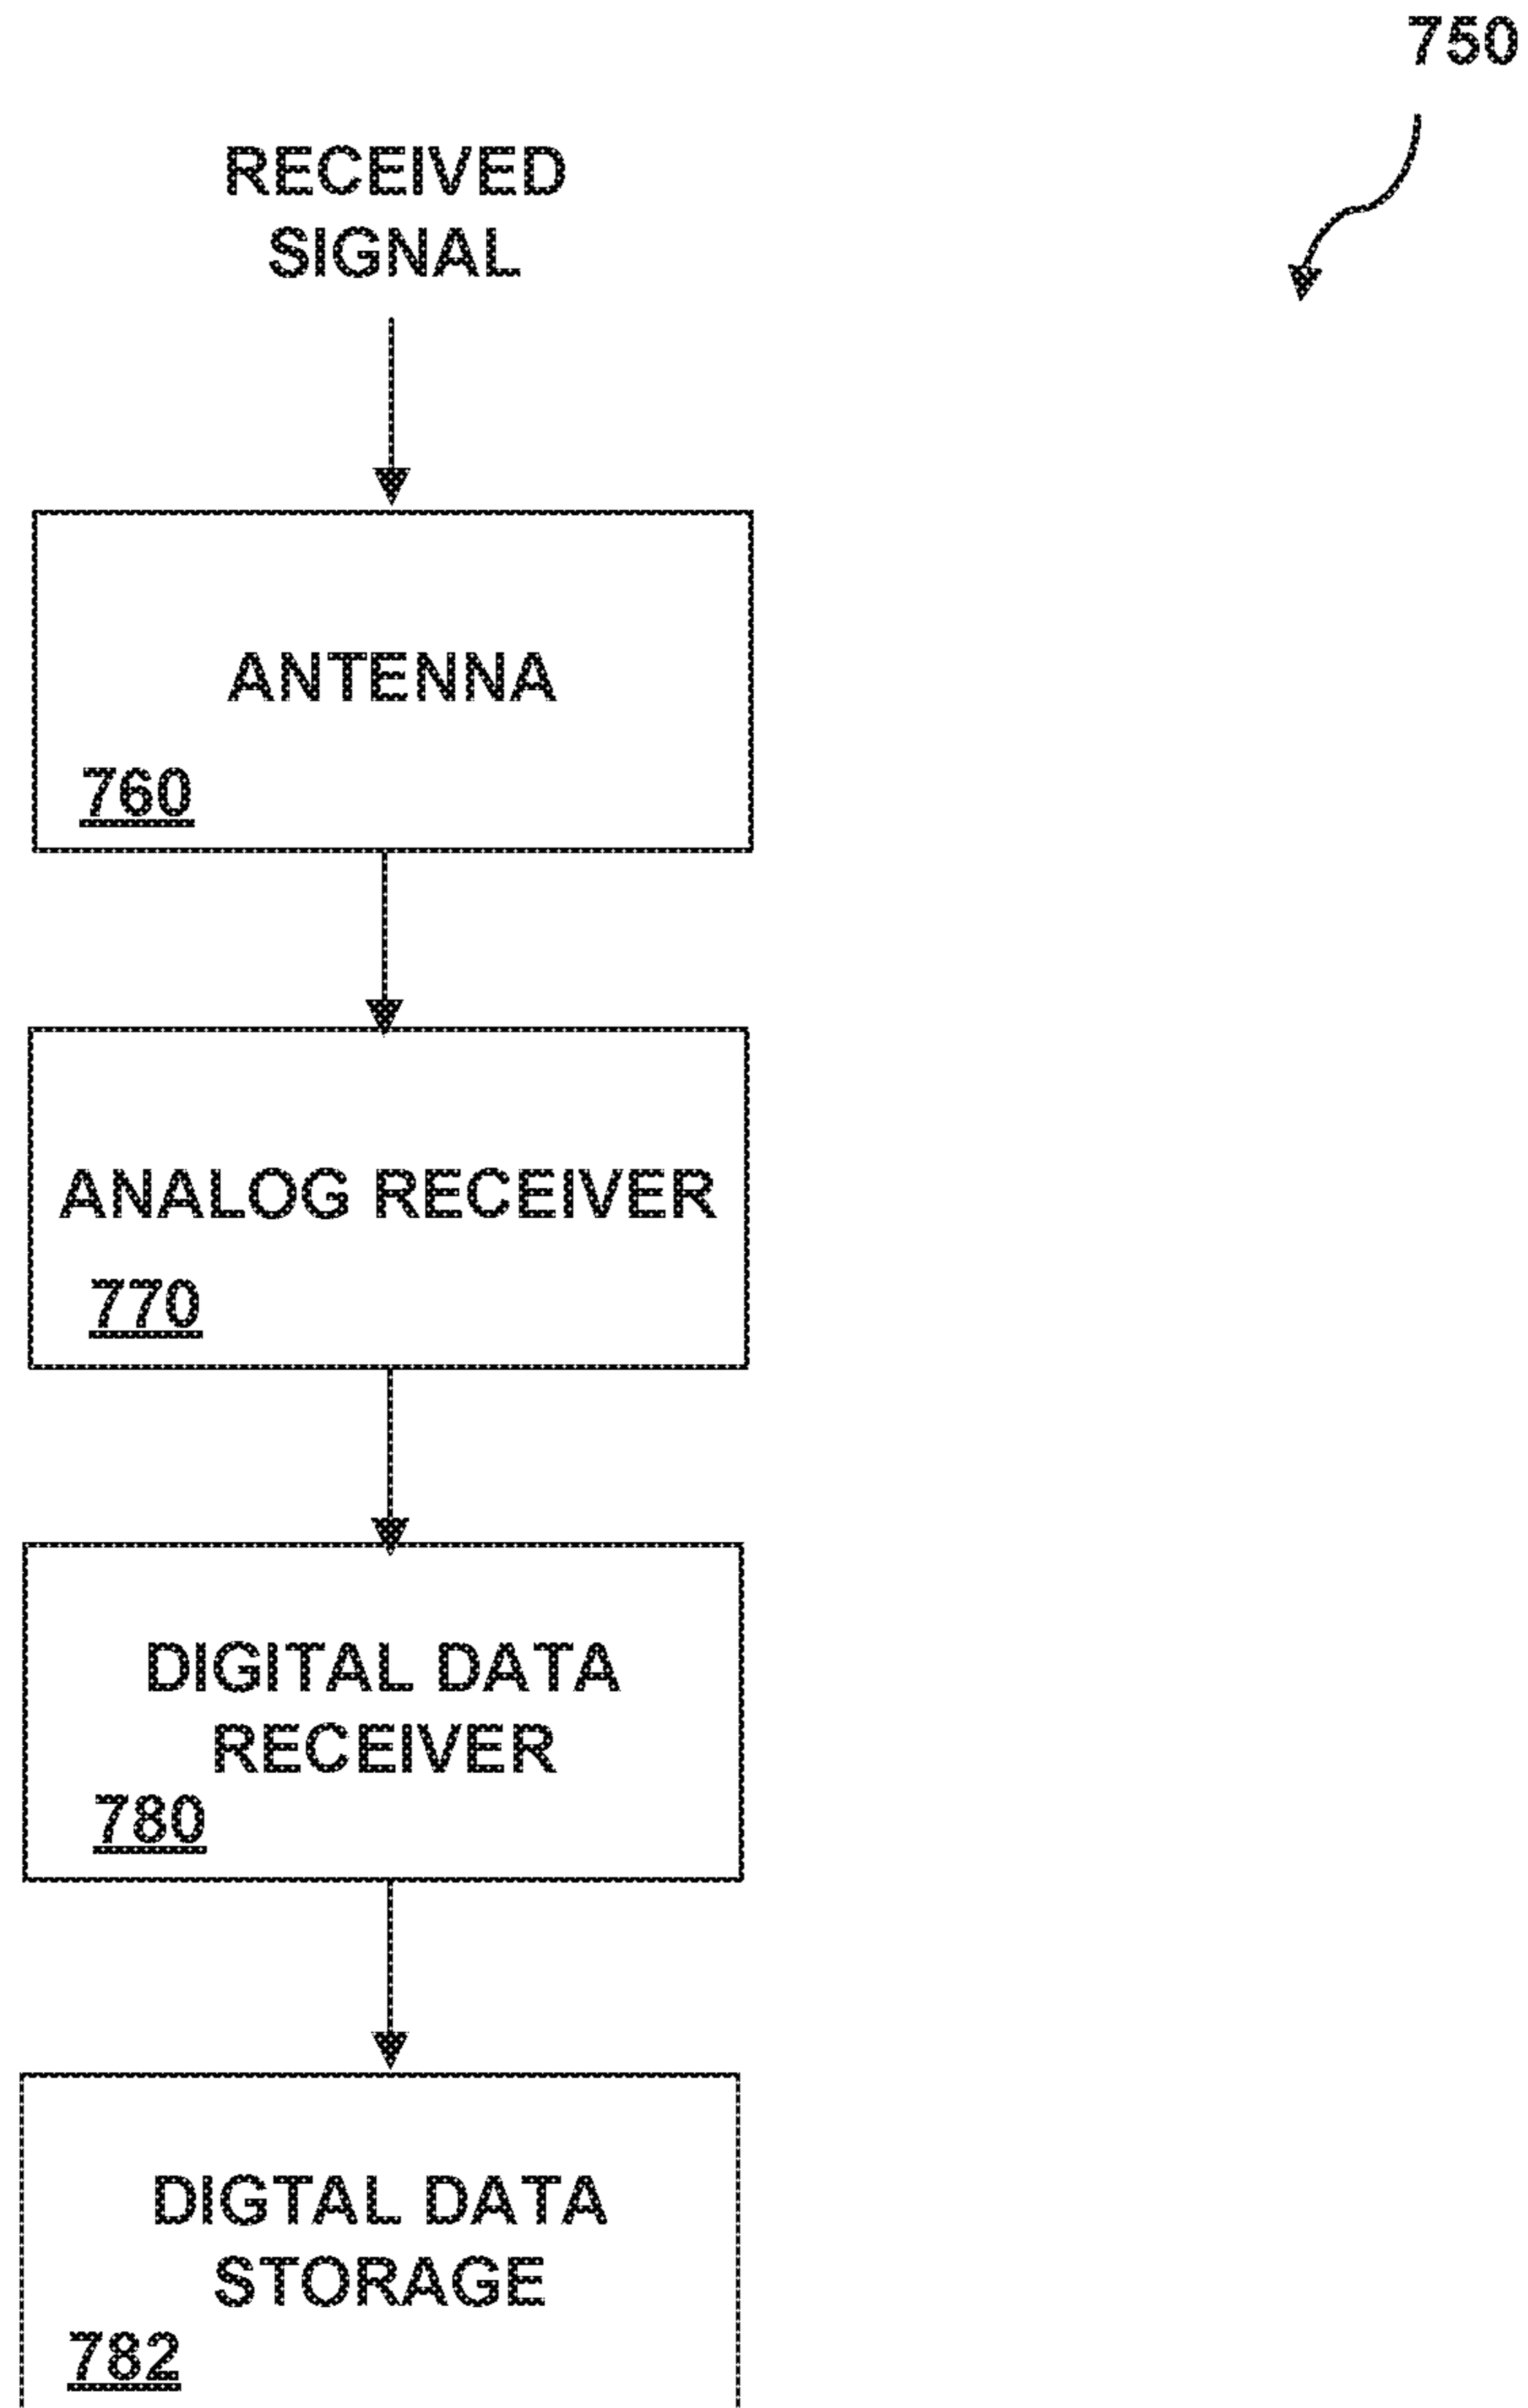 750
RECEIVED
SIGNAL
ANTENNA
760
ANALOG RECEIVER
770
DIGITAL DATA
RECEIVER
780
DIGTAL DATA
STORAGE
782